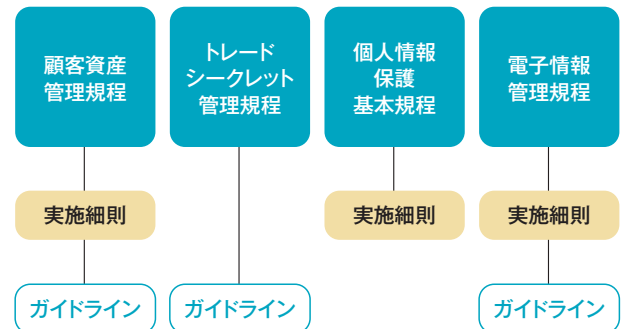 顧客資産
管理規程
トレード
シークレット
管理規程
個人情報
保護
基本規程
電子情報
管理規程
実施細則
実施細則
実施細則
ガイドライン
ガイドライン
ガイドライン